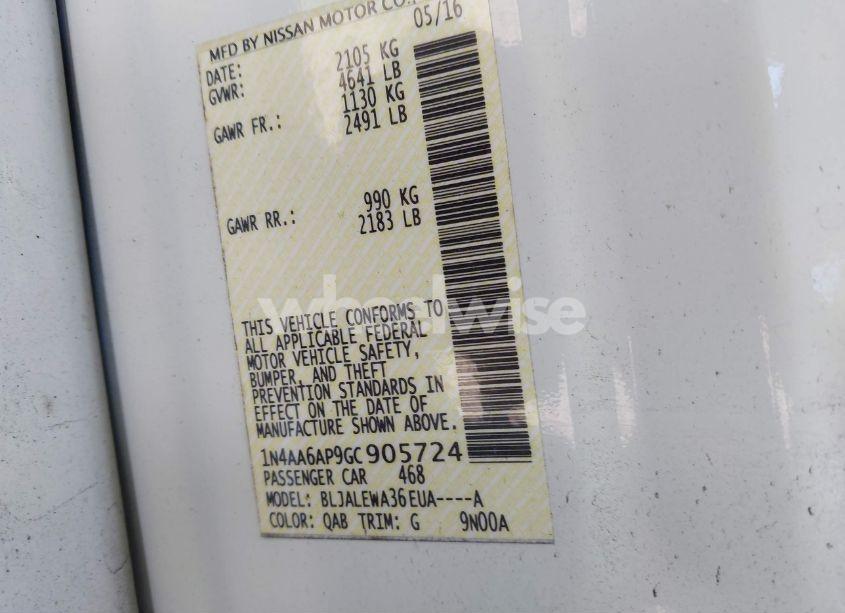 MFD BY NISSAN MOTOR CO.,
DATE: 05/16
GVWR: 2105 KG
4641 LB
GAWR FR.: 1130 KG
2491 LB
GAWR RR.: 990 KG
2183 LB
wheelwise
THIS VEHICLE CONFORMS TO
ALL APPLICABLE FEDERAL
MOTOR VEHICLE SAFETY,
BUMPER, AND THEFT
PREVENTION STANDARDS IN
EFFECT ON THE DATE OF
MANUFACTURE SHOWN ABOVE.
1N4AA6AP9GC905724
PASSENGER CAR 468
MODEL: BLJALEWA36EUA----A
COLOR: QAB TRIM: G 9N00A